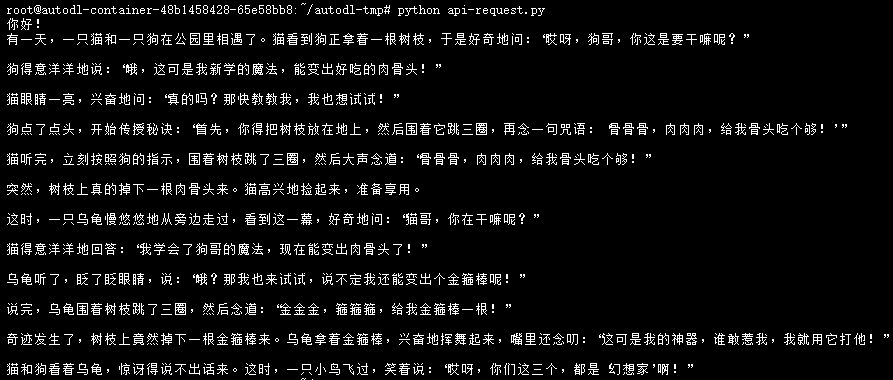 root@autodl-container-48b1458428-65e58bb8:~/autodl-tmp# python api-request.py
你好！
有一天，一只猫和一只狗在公园里相遇了。猫看到狗正拿着一根树枝，于是好奇地问：“哎呀，狗哥，你这是要干嘛呢？”
狗得意洋洋地说：“哦，这可是我新学的魔法，能变出好吃的肉骨头！”
猫眼睛一亮，兴奋地问：“真的吗？那快教教我，我也想试试！”
狗点了点头，开始传授秘诀：“首先，你得把树枝放在地上，然后围着它跳三圈，再念一句咒语：‘骨骨骨，肉肉肉，给我骨头吃个够！’”
猫听完，立刻按照狗的指示，围着树枝跳了三圈，然后大声念道：“骨骨骨，肉肉肉，给我骨头吃个够！”
突然，树枝上真的掉下一根肉骨头来。猫高兴地捡起来，准备享用。
这时，一只乌龟慢悠悠地从旁边走过，看到这一幕，好奇地问：“猫哥，你在干嘛呢？”
猫得意洋洋地回答：“我学会了狗哥的魔法，现在能变出肉骨头了！”
乌龟听了，眨了眨眼睛，说：“哦？那我也来试试，说不定我还能变出个金箍棒呢！”
说完，乌龟围着树枝跳了三圈，然后念道：“金金金，箍箍箍，给我金箍棒一根！”
奇迹发生了，树枝上竟然掉下一根金箍棒来。乌龟拿着金箍棒，兴奋地挥舞起来，嘴里还念叨：“这可是我的神器，谁敢惹我，我就用它打他！”
猫和狗看着乌龟，惊讶得说不出话来。这时，一只小鸟飞过，笑着说：“哎呀，你们这三个，都是‘幻想家’啊！”